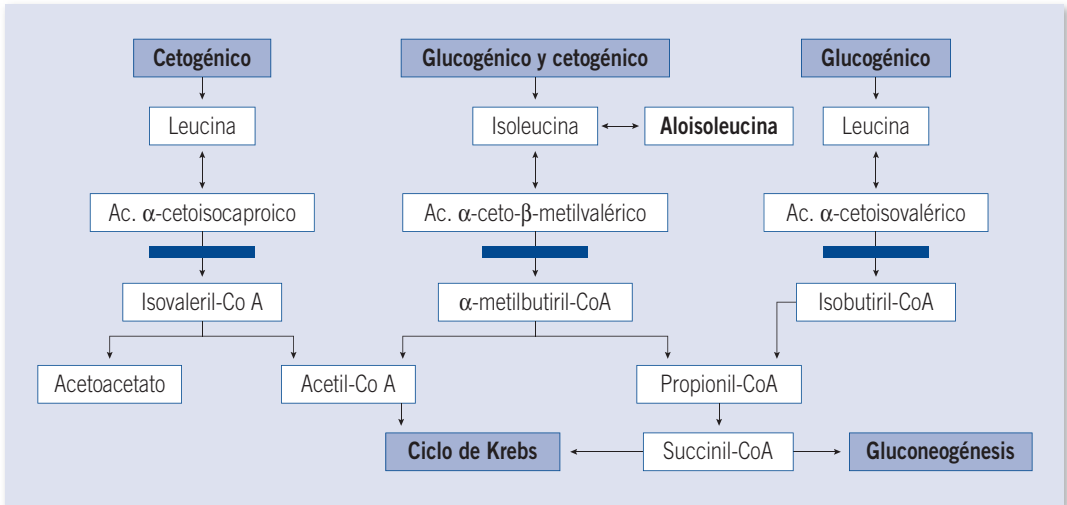 Cetogénico
Glucogénico y cetogénico
Glucogénico
Leucina
Isoleucina
Aloisoleucina
Leucina
Ac. α-cetoisocaproico
Ac. α-ceto-β-metilvalérico
Ac. α-cetoisovalérico
Isovaleril-Co A
α-metilbutiril-CoA
Isobutiril-CoA
Acetoacetato
Acetil-Co A
Propionil-CoA
Ciclo de Krebs
Succinil-CoA
Gluconeogénesis